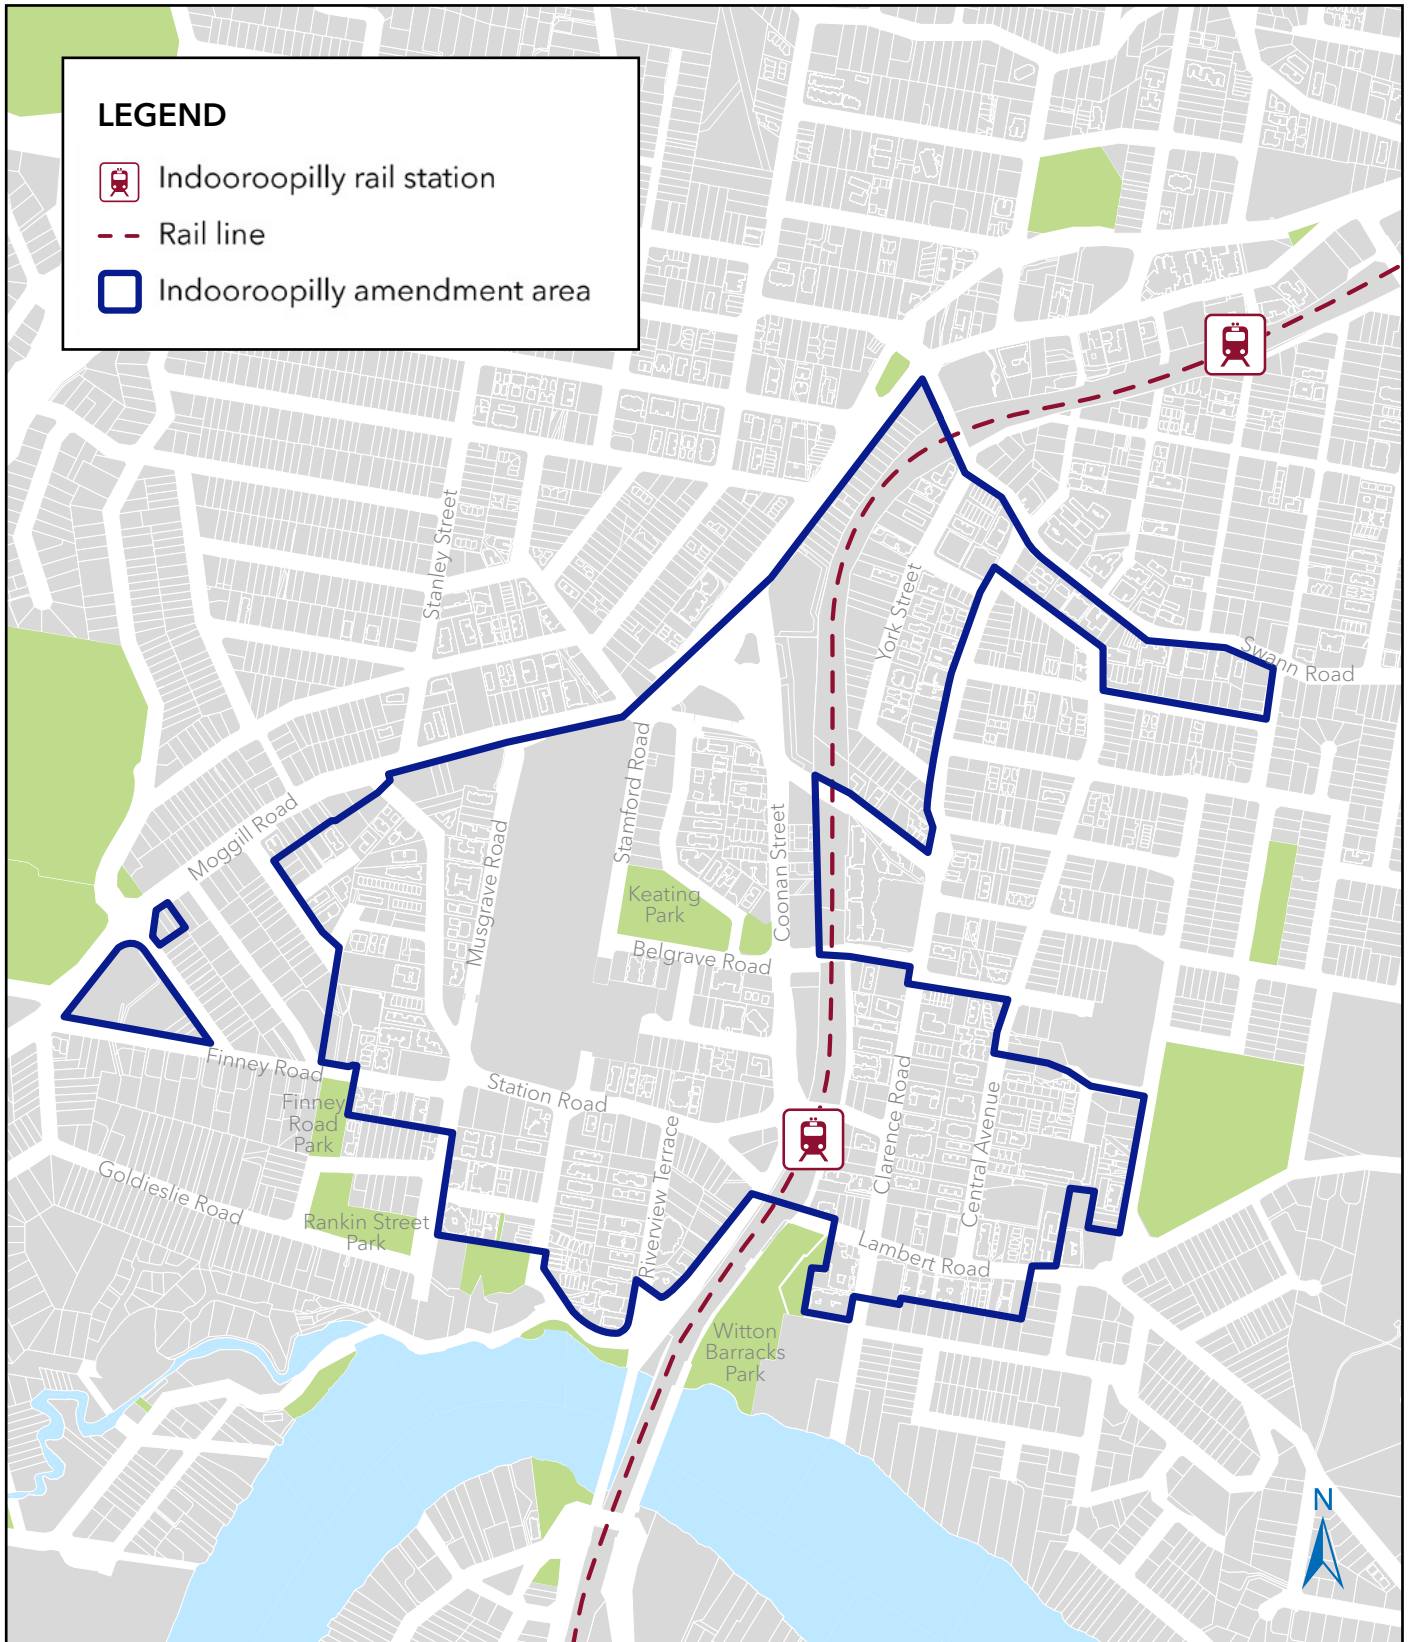 LEGEND
Indooroopilly rail station
Rail line
Indooroopilly amendment area
Stanley Street
York Street
Swann Road
Moggill Road
Stamford Road
Musgrave Road
Coonan Street
Keating
Park
Belgrave Road
Finney Road
Station Road
Finney
Road
Park
Clarence Road
Central Avenue
Riverview Terrace
Goldieslie Road
Rankin Street
Park
Lambert Road
Witton
Barracks
Park
N